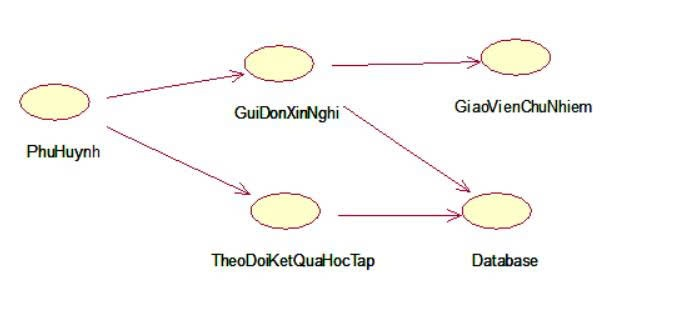 GuiDonXinNghi
GiaoVienChuNhiem
PhuHuynh
TheoDoiKetQuaHocTap
Database